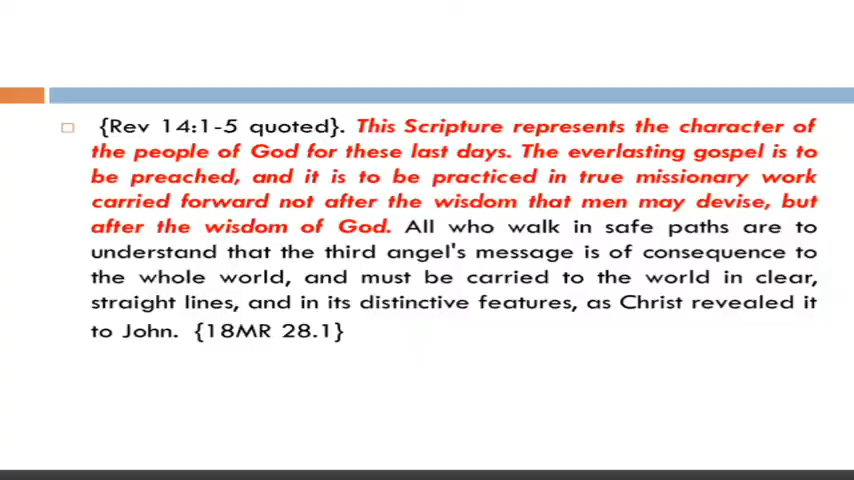 {Rev 14:1-5 quoted}. This Scripture represents the character of
the people of God for these last days. The everlasting gospel is to
be preached, and it is to be practiced in true missionary work
carried forward not after the wisdom that men may devise, but
after the wisdom of God. All who walk in safe paths are to
understand that the third angel's message is of consequence to
the whole world, and must be carried to the world in clear,
straight lines, and in its distinctive features, as Christ revealed it
to John. {18MR 28.1}